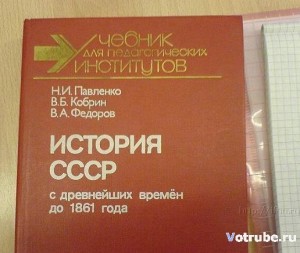 Учебник
для педагогических
институтов
Н.И. Павленко
В.Б. Кобрин
В.А. Федоров
ИСТОРИЯ
СССР
с древнейших времён
до 1861 года
Votrube.ru